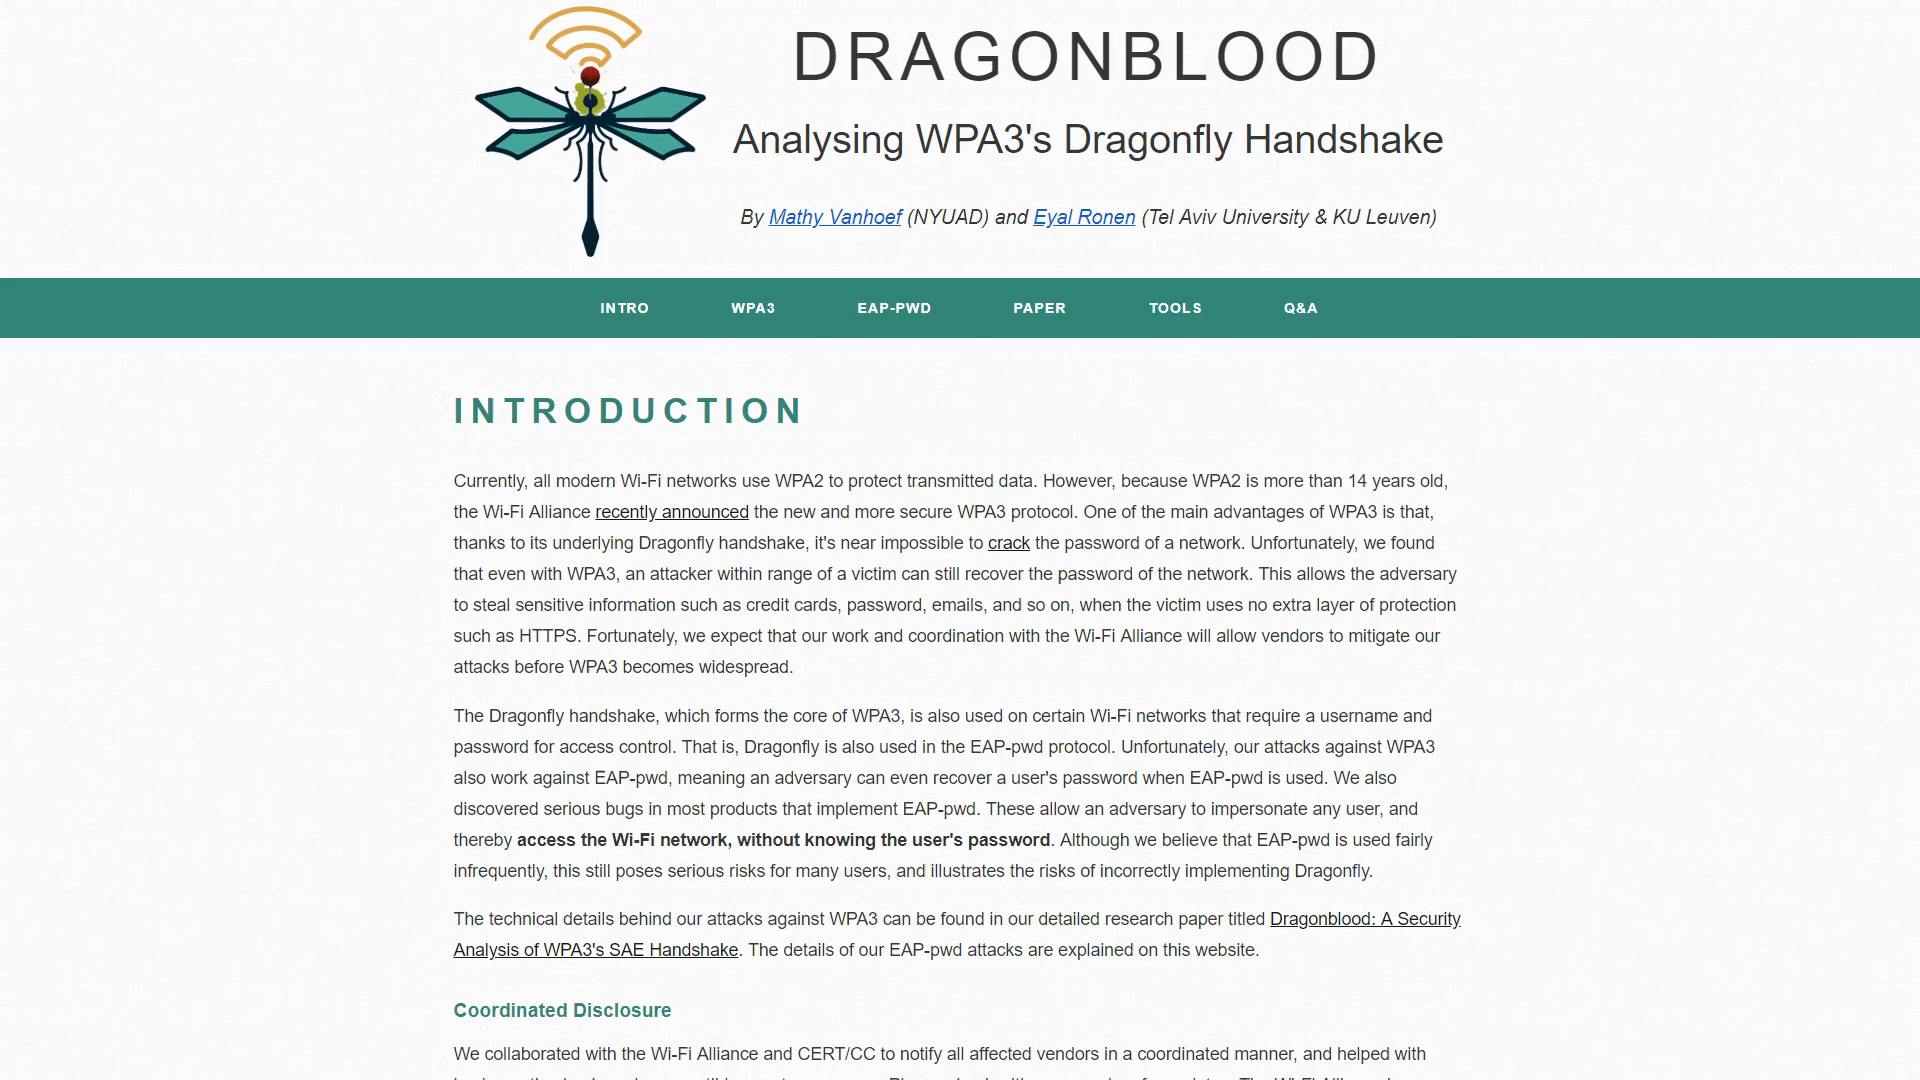 DRAGONBLOOD
Analysing WPA3's Dragonfly Handshake
By Mathy Vanhoef (NYUAD) and Eyal Ronen (Tel Aviv University & KU Leuven)
INTRO WPA3 EAP-PWD PAPER TOOLS Q&A
INTRODUCTION
Currently, all modern Wi-Fi networks use WPA2 to protect transmitted data. However, because WPA2 is more than 14 years old,
the Wi-Fi Alliance recently announced the new and more secure WPA3 protocol. One of the main advantages of WPA3 is that,
thanks to its underlying Dragonfly handshake, it's near impossible to crack the password of a network. Unfortunately, we found
that even with WPA3, an attacker within range of a victim can still recover the password of the network. This allows the adversary
to steal sensitive information such as credit cards, password, emails, and so on, when the victim uses no extra layer of protection
such as HTTPS. Fortunately, we expect that our work and coordination with the Wi-Fi Alliance will allow vendors to mitigate our
attacks before WPA3 becomes widespread.
The Dragonfly handshake, which forms the core of WPA3, is also used on certain Wi-Fi networks that require a username and
password for access control. That is, Dragonfly is also used in the EAP-pwd protocol. Unfortunately, our attacks against WPA3
also work against EAP-pwd, meaning an adversary can even recover a user's password when EAP-pwd is used. We also
discovered serious bugs in most products that implement EAP-pwd. These allow an adversary to impersonate any user, and
thereby access the Wi-Fi network, without knowing the user's password. Although we believe that EAP-pwd is used fairly
infrequently, this still poses serious risks for many users, and illustrates the risks of incorrectly implementing Dragonfly.
The technical details behind our attacks against WPA3 can be found in our detailed research paper titled Dragonblood: A Security
Analysis of WPA3's SAE Handshake. The details of our EAP-pwd attacks are explained on this website.
Coordinated Disclosure
We collaborated with the Wi-Fi Alliance and CERT/CC to notify all affected vendors in a coordinated manner, and helped with